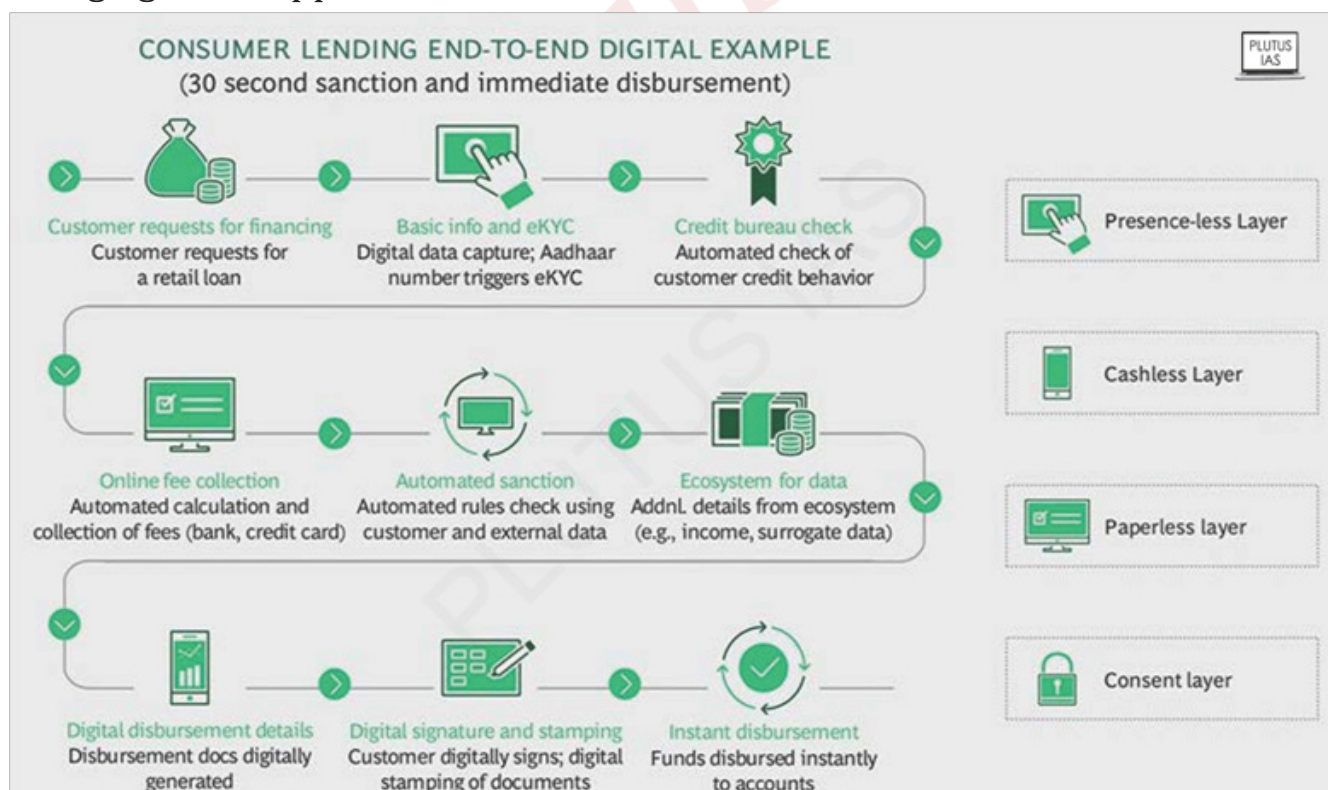 CONSUMER LENDING END-TO-END DIGITAL EXAMPLE
(30 second sanction and immediate disbursement)
PLUTUS
IAS
Customer requests for financing
Customer requests for
a retail loan
Basic info and eKYC
Digital data capture; Aadhaar
number triggers eKYC
Credit bureau check
Automated check of
customer credit behavior
Online fee collection
Automated calculation and
collection of fees (bank, credit card)
Automated sanction
Automated rules check using
customer and external data
Ecosystem for data
Addnl. details from ecosystem
(e.g., income, surrogate data)
Digital disbursement details
Disbursement docs digitally
generated
Digital signature and stamping
Customer digitally signs; digital
stamping of documents
Instant disbursement
Funds disbursed instantly
to accounts
Presence-less Layer
Cashless Layer
Paperless layer
Consent layer
PLUTUS IAS